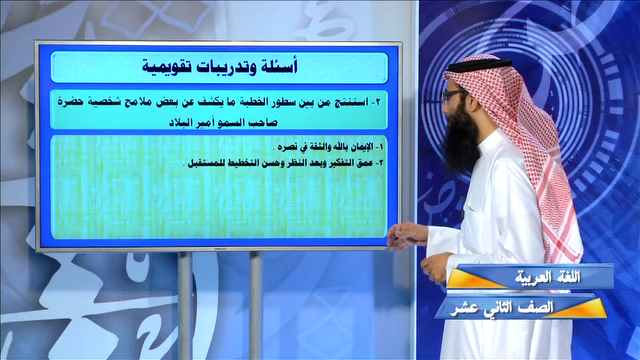 أسئلة وتدريبات تقويمية
٢- استنتج من بين سطور الخطبة ما يكشف عن بعض ملامح شخصية حضرة
صاحب السمو أمير البلاد
١- الإيمان بالله والثقة في نصره .
٢- عمق التفكير وبعد النظر وحسن التخطيط للمستقبل .
اللغة العربية
الصف الثاني عشر